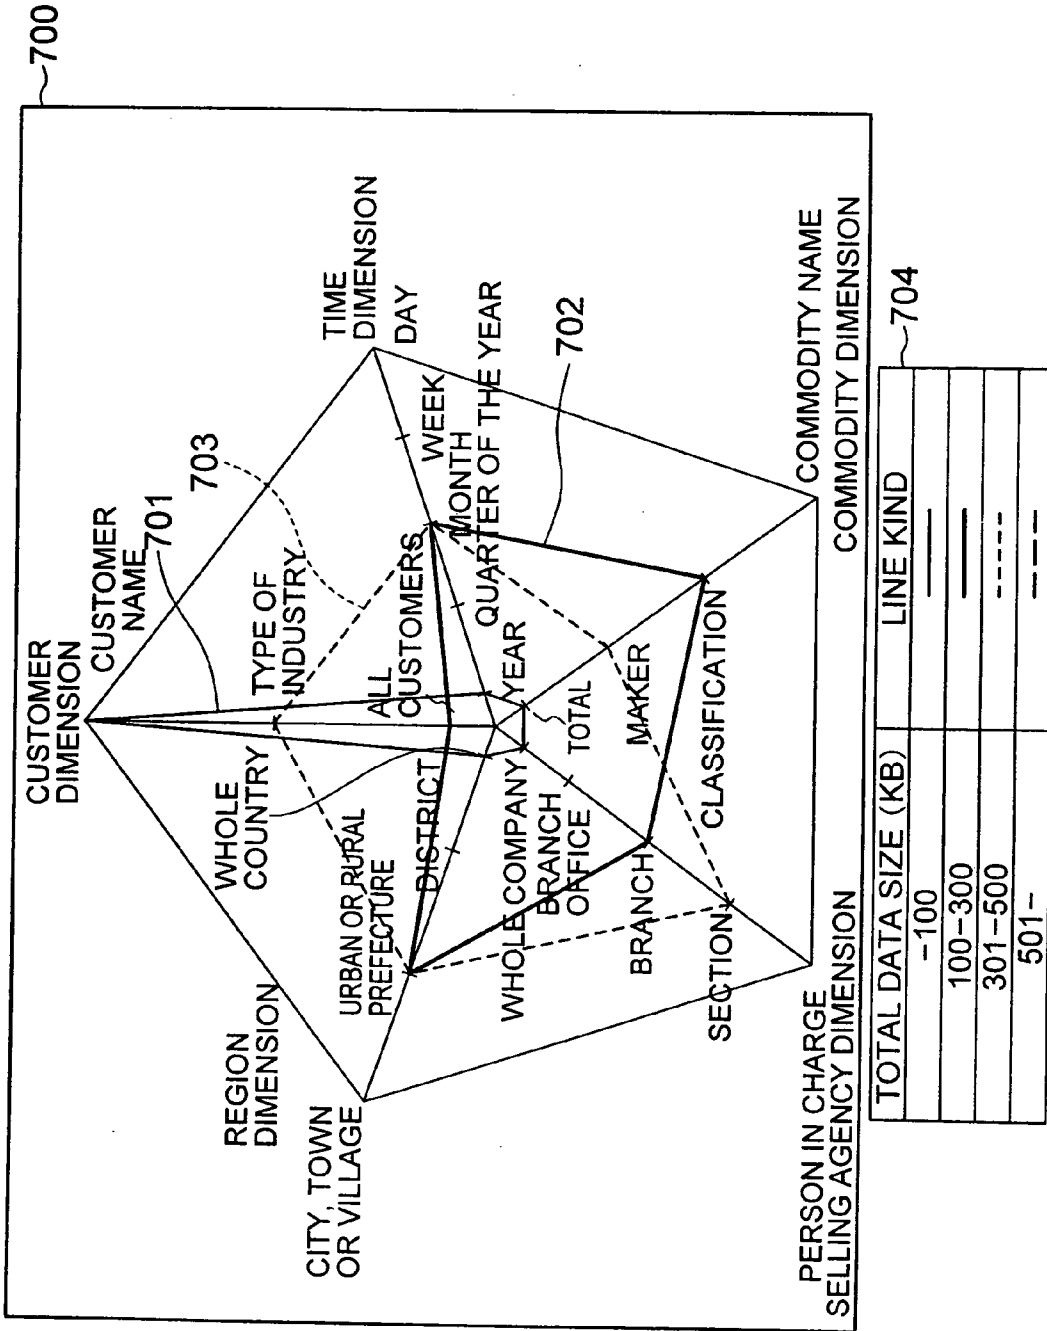 700
CUSTOMER
DIMENSION
CUSTOMER
NAME
701
703
TYPE OF
INDUSTRY
WHOLE
COUNTRY
ALL
CUSTOMERS
TIME
DIMENSION
DAY
WEEK
MONTH
QUARTER OF THE YEAR
YEAR
702
REGION
DIMENSION
CITY, TOWN
OR VILLAGE
URBAN OR RURAL
PREFECTURE
DISTRICT
WHOLE COMPANY
BRANCH
OFFICE
BRANCH
SECTION
TOTAL
MAKER
CLASSIFICATION
PERSON IN CHARGE
SELLING AGENCY DIMENSION
COMMODITY NAME
COMMODITY DIMENSION
704
TOTAL DATA SIZE (KB) LINE KIND
-100
100-300
301-500
501-